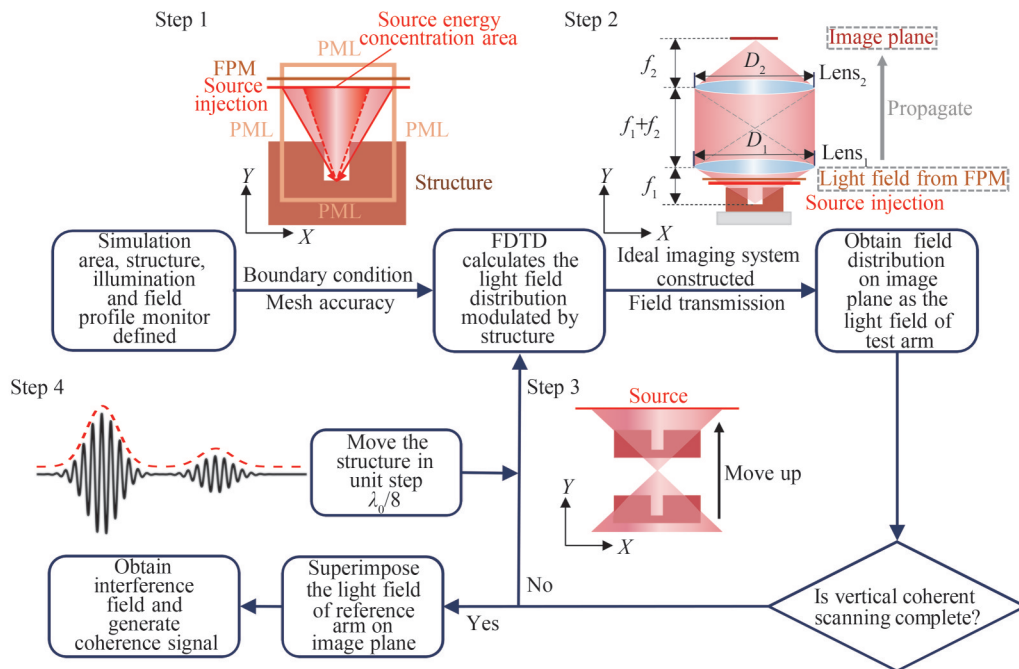 Step 1
Source energy
concentration area
PML
FPM
Source
injection
PML
PML
Structure
PML
Y
X
Step 2
Image plane
f₂
D₂
Lens₂
Propagate
f₁+f₂
D₁
Lens₁
Light field from FPM
f₁
Source injection
Y
X
Simulation
area, structure,
illumination
and field
profile monitor
defined
Boundary condition
Mesh accuracy
FDTD
calculates the
light field
distribution
modulated by
structure
Ideal imaging system
constructed
Field transmission
Obtain field
distribution
on image
plane as the
light field of
test arm
Step 4
Move the
structure in
unit step
λ₀/8
Step 3
Source
Move up
Y
X
Obtain
interference
field and
generate
coherence signal
Superimpose
the light field
of reference
arm on
image plane
Yes
No
Is vertical coherent
scanning complete?